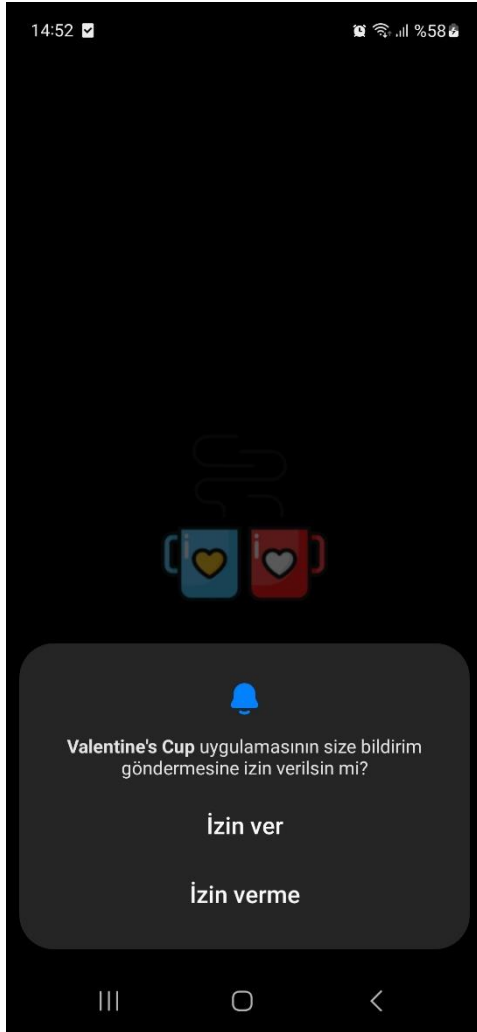 14:52 %58
Valentine's Cup uygulamasının size bildirim
göndermesine izin verilsin mi?
İzin ver
İzin verme